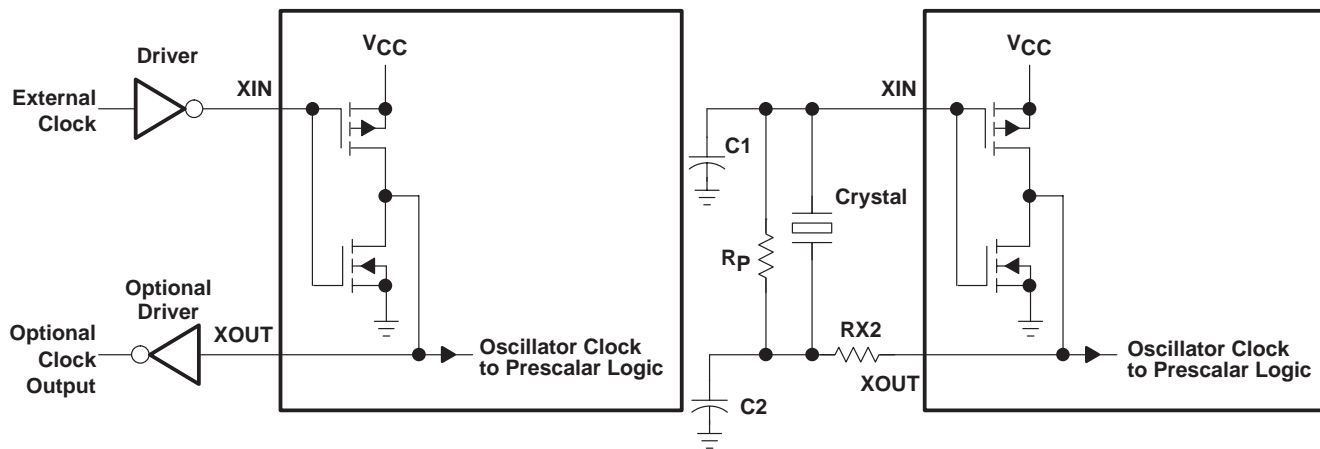 Driver
External
Clock
XIN
VCC
Optional
Driver
Optional
Clock
Output
XOUT
Oscillator Clock
to Prescalar Logic
C1
RP
Crystal
C2
RX2
XIN
VCC
XOUT
Oscillator Clock
to Prescalar Logic